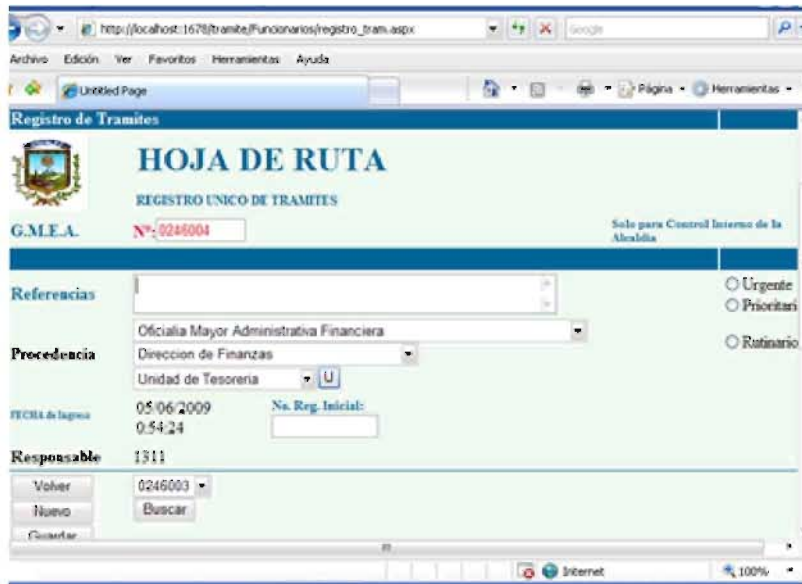 http://localhost:1678/tramite/Funcionarios/registro_tram.aspx Google
Archivo Edición Ver Favoritos Herramientas Ayuda
Untitled Page Página Herramientas
Registro de Tramites
HOJA DE RUTA
REGISTRO UNICO DE TRAMITES
G.M.E.A. Nº: 0246004 Solo para Control Interno de la
Alcaldia
Referencias Urgente
Prioritari
Oficialia Mayor Administrativa Financiera
Procedencia Direccion de Finanzas Rutinario
Unidad de Tesoreria U
FECHA de Ingreso 05/06/2009 No. Reg. Inicial:
0:54:24
Responsable 1311
Volver 0246003
Nuevo Buscar
Guardar
Internet 100%